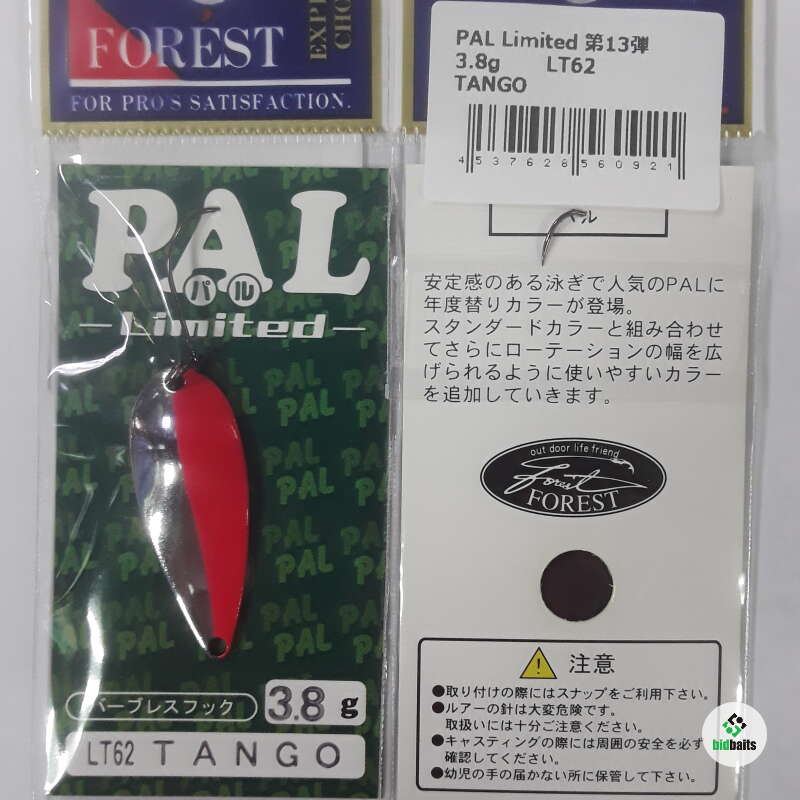 FOREST
FOR PRO'S SATISFACTION.
PAL
パル
Limited
バーブレスフック 3.8 g
LT62 TANGO
PAL Limited 第13弾
3.8g LT62
TANGO
4537628560921
安定感のある泳ぎで人気のPALに
年度替りカラーが登場。
スタンダードカラーと組み合わせ
てさらにローテーションの幅を広
げられるように使いやすいカラー
を追加していきます。
out door life friend
Forest
FOREST
注意
●取り付けの際にはスナップをご利用下さい。
●ルアーの針は大変危険です。
取扱いには十分ご注意ください。
●キャスティングの際には周囲の安全を必ず
確認してください。
●幼児の手の届かない所に保管して下さい。
bidbaits